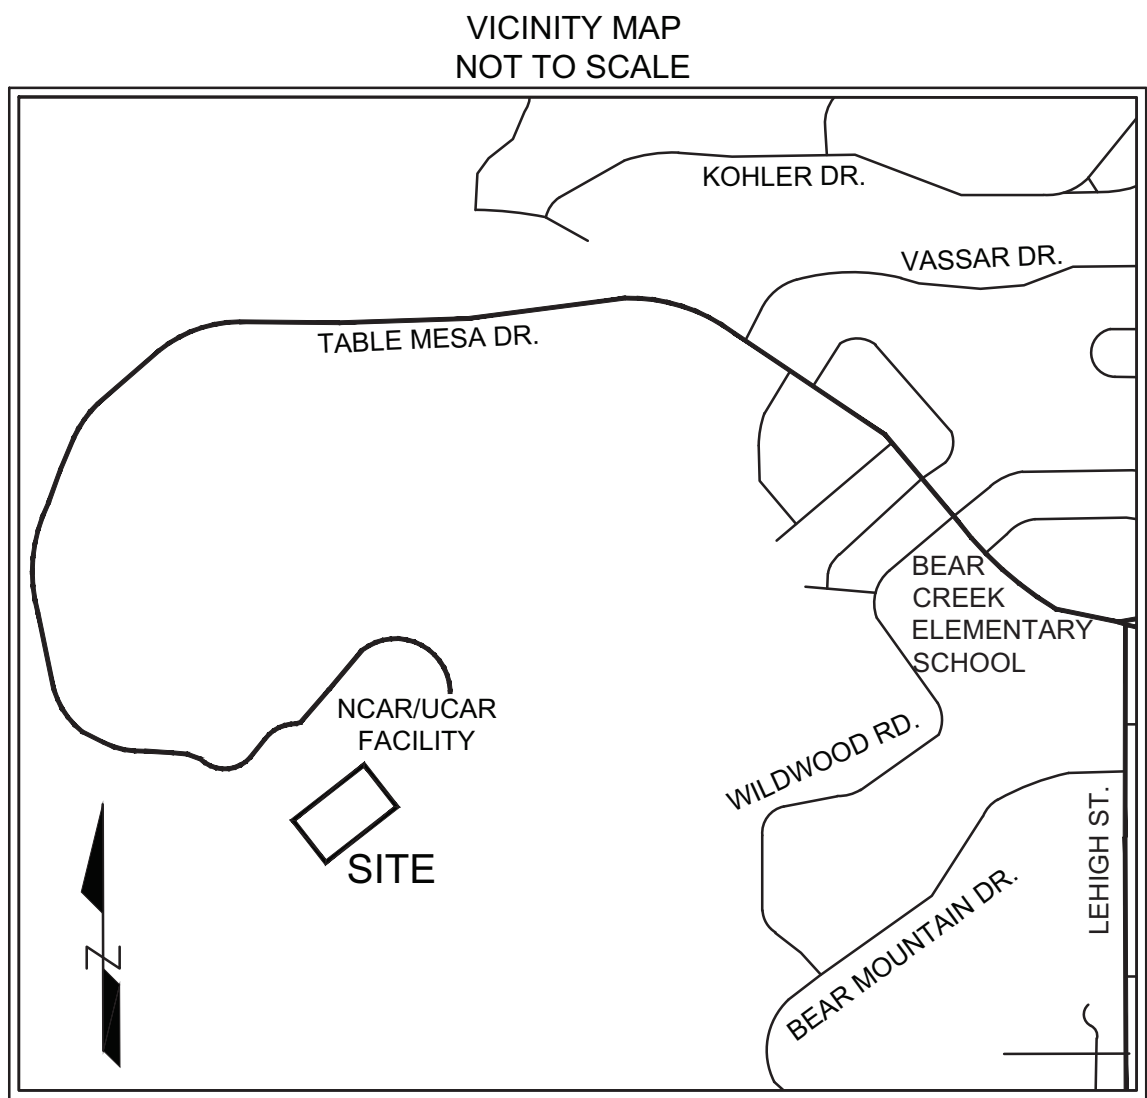 VICINITY MAP
NOT TO SCALE
KOHLER DR.
VASSAR DR.
TABLE MESA DR.
BEAR
CREEK
ELEMENTARY
SCHOOL
NCAR/UCAR
FACILITY
WILDWOOD RD.
SITE
LEHIGH ST.
BEAR MOUNTAIN DR.
N